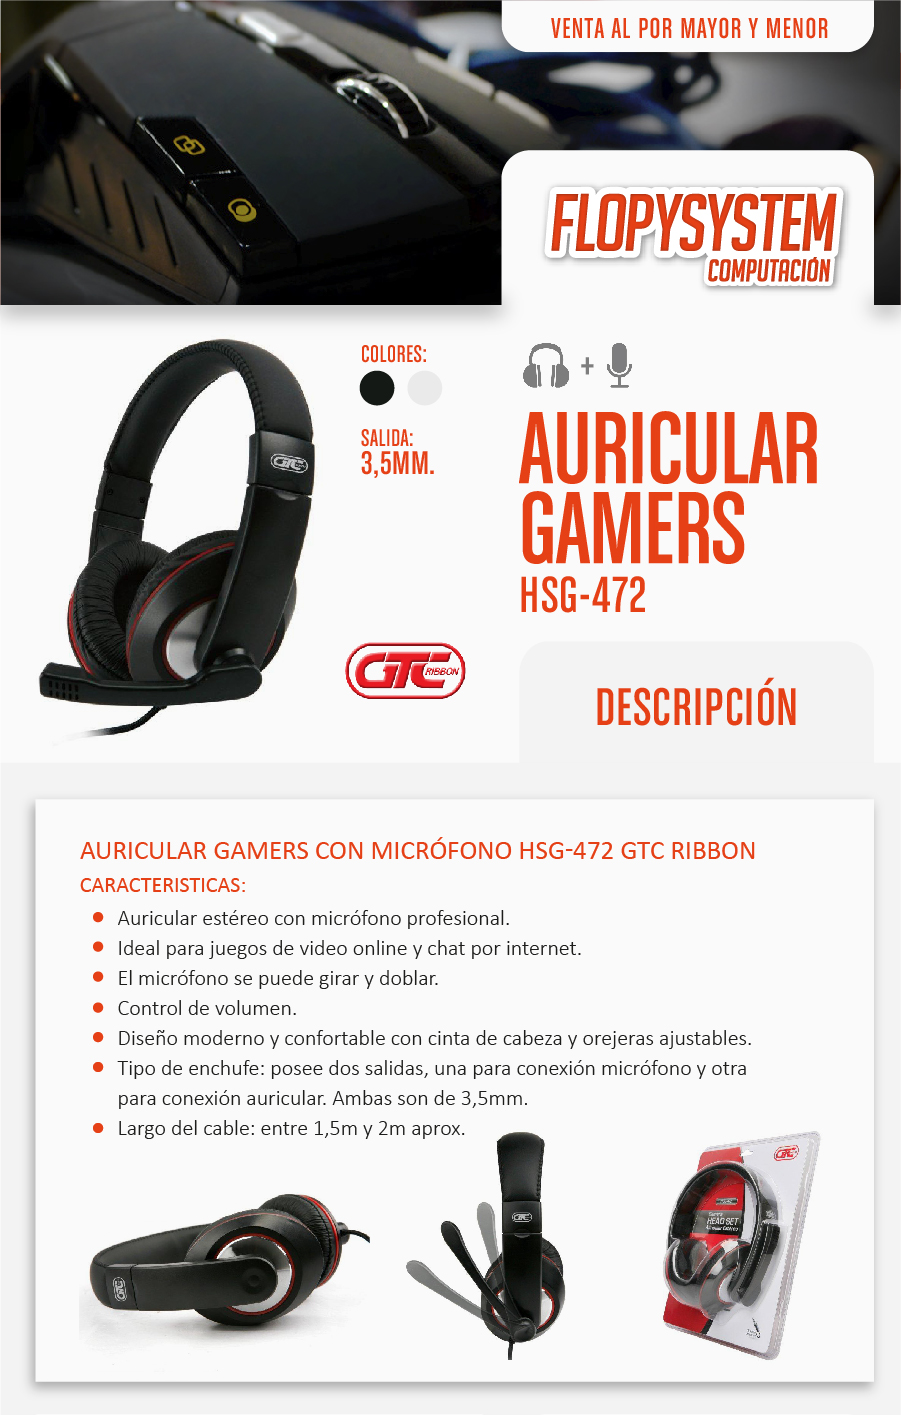 VENTA AL POR MAYOR Y MENOR
FLOPYSYSTEM
COMPUTACIÓN
COLORES:
SALIDA:
3,5MM.
+
AURICULAR
GAMERS
HSG-472
GTC
GTC RIBBON
DESCRIPCIÓN
AURICULAR GAMERS CON MICRÓFONO HSG-472 GTC RIBBON
CARACTERISTICAS:
Auricular estéreo con micrófono profesional.
Ideal para juegos de video online y chat por internet.
El micrófono se puede girar y doblar.
Control de volumen.
Diseño moderno y confortable con cinta de cabeza y orejeras ajustables.
Tipo de enchufe: posee dos salidas, una para conexión micrófono y otra
para conexión auricular. Ambas son de 3,5mm.
Largo del cable: entre 1,5m y 2m aprox.
GTC
GTC
GTC
HEAD SET